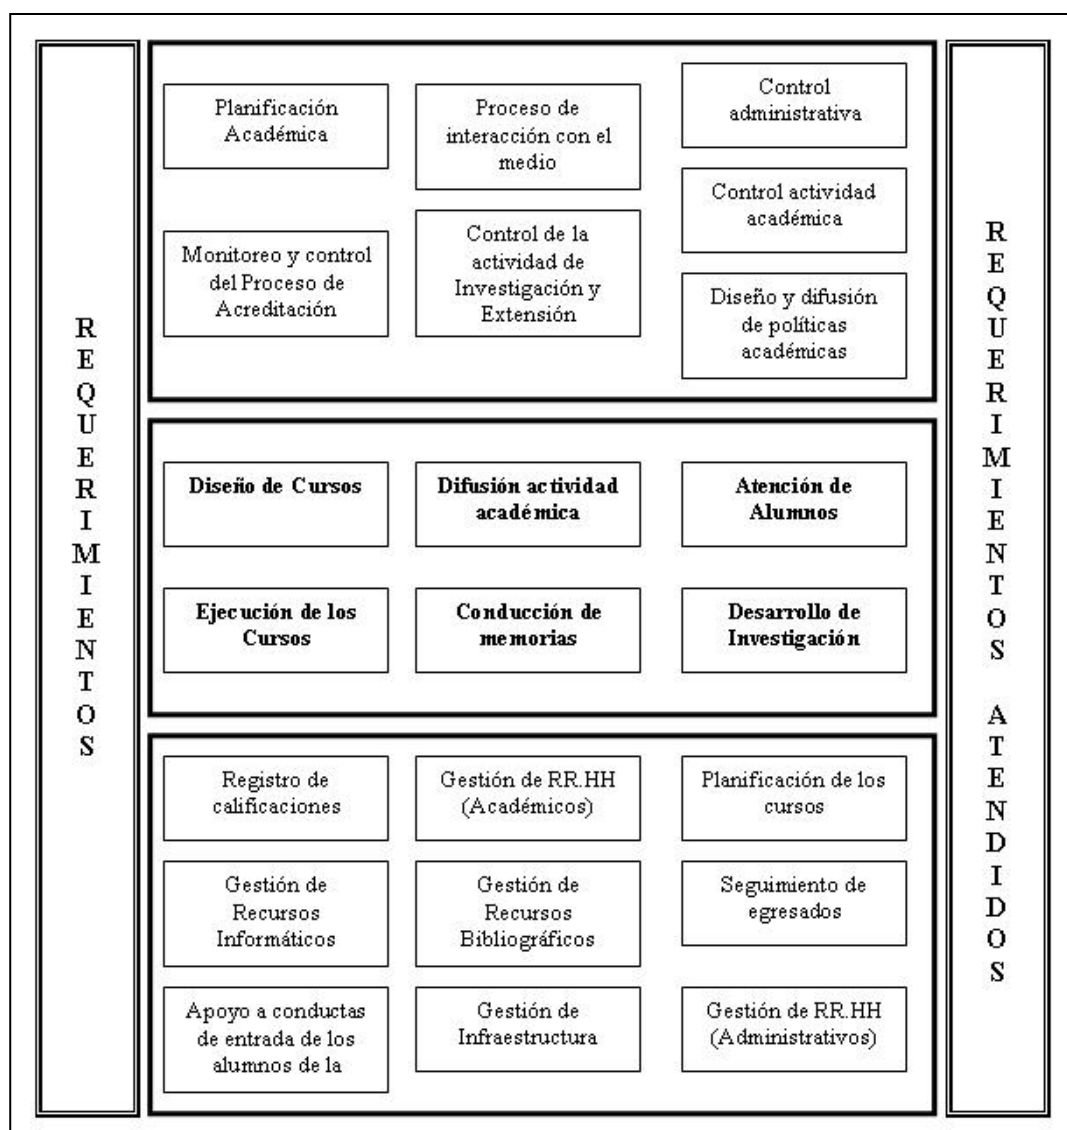 REQUERIMIENTOS
Planificación
Académica
Proceso de
interacción con el
medio
Control
administrativa
Control actividad
académica
Monitoreo y control
del Proceso de
Acreditación
Control de la
actividad de
Investigación y
Extensión
Diseño y difusión
de políticas
académicas
Diseño de Cursos
Difusión actividad
académica
Atención de
Alumnos
Ejecución de los
Cursos
Conducción de
memorias
Desarrollo de
Investigación
Registro de
calificaciones
Gestión de RR.HH
(Académicos)
Planificación de los
cursos
Gestión de
Recursos
Informáticos
Gestión de
Recursos
Bibliográficos
Seguimiento de
egresados
Apoyo a conductas
de entrada de los
alumnos de la
Gestión de
Infraestructura
Gestión de RR.HH
(Administrativos)
REQUERIMIENTOS ATENDIDOS